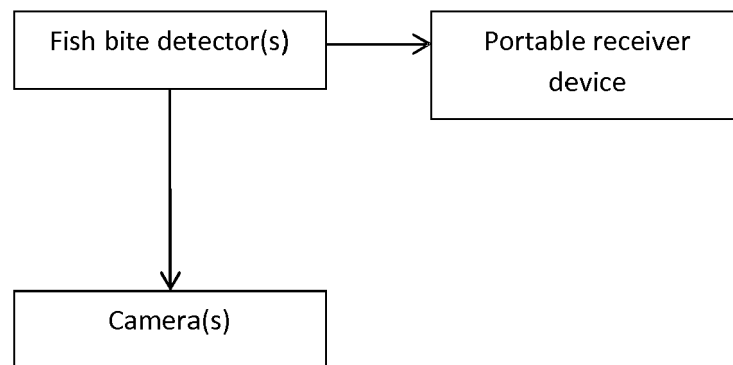 Fish bite detector(s)
Portable receiver
device
Camera(s)